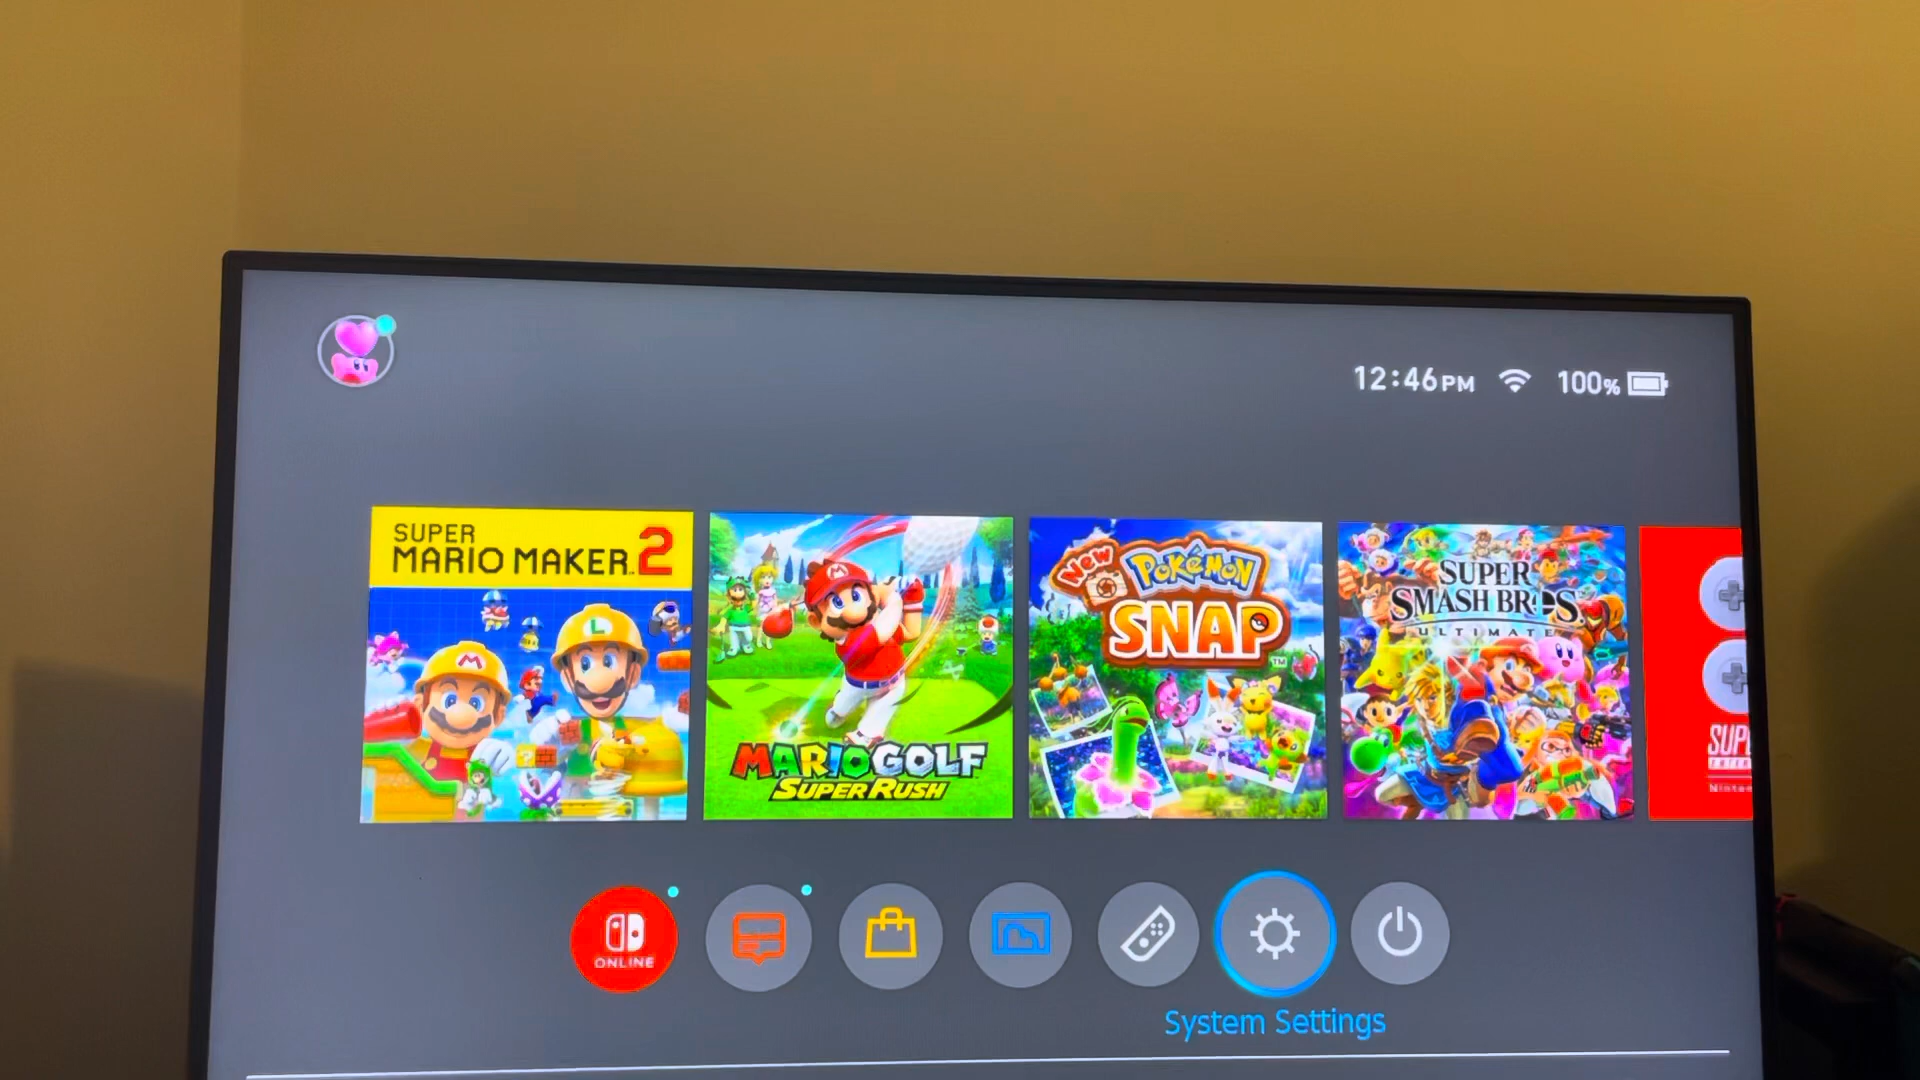 12:46PM 100%
SUPER
MARIO MAKER 2
New
POKéMON
SNAP
TM
SUPER
SMASH BROS.
ULTIMATE
MARIO GOLF
SUPER RUSH
L
M
ONLINE
System Settings